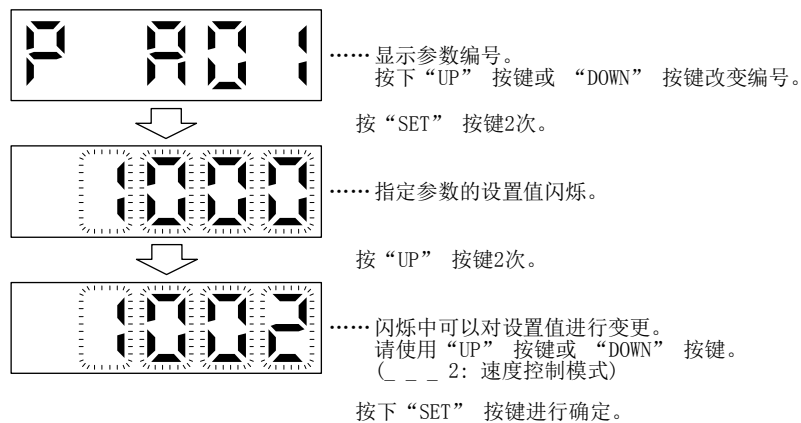 P A01
……显示参数编号。
按下“UP” 按键或 “DOWN” 按键改变编号。
按“SET” 按键2次。
1000
……指定参数的设置值闪烁。
按“UP” 按键2次。
1002
……闪烁中可以对设置值进行变更。
请使用“UP” 按键或 “DOWN” 按键。
(_ _ _ 2: 速度控制模式)
按下“SET” 按键进行确定。